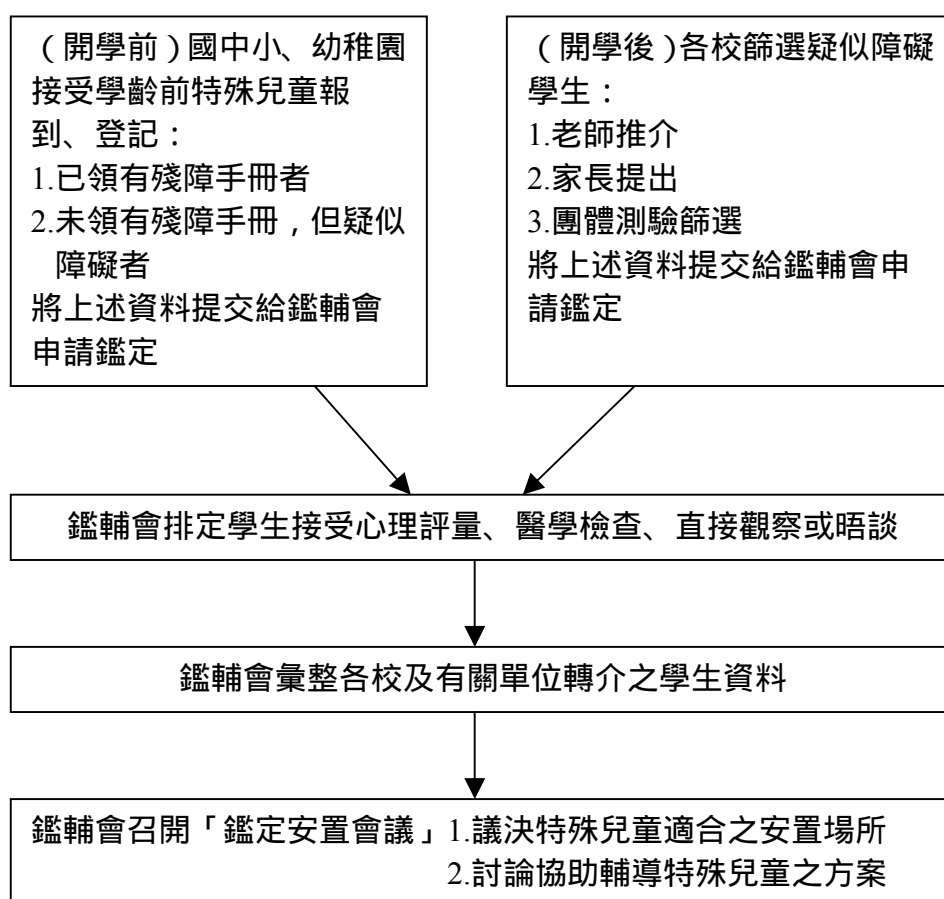 （開學前）國中小、幼稚園
接受學齡前特殊兒童報
到、登記：
1.已領有殘障手冊者
2.未領有殘障手冊，但疑似
障礙者
將上述資料提交給鑑輔會
申請鑑定
（開學後）各校篩選疑似障礙
學生：
1.老師推介
2.家長提出
3.團體測驗篩選
將上述資料提交給鑑輔會申
請鑑定
鑑輔會排定學生接受心理評量、醫學檢查、直接觀察或晤談
鑑輔會彙整各校及有關單位轉介之學生資料
鑑輔會召開「鑑定安置會議」1.議決特殊兒童適合之安置場所
2.討論協助輔導特殊兒童之方案